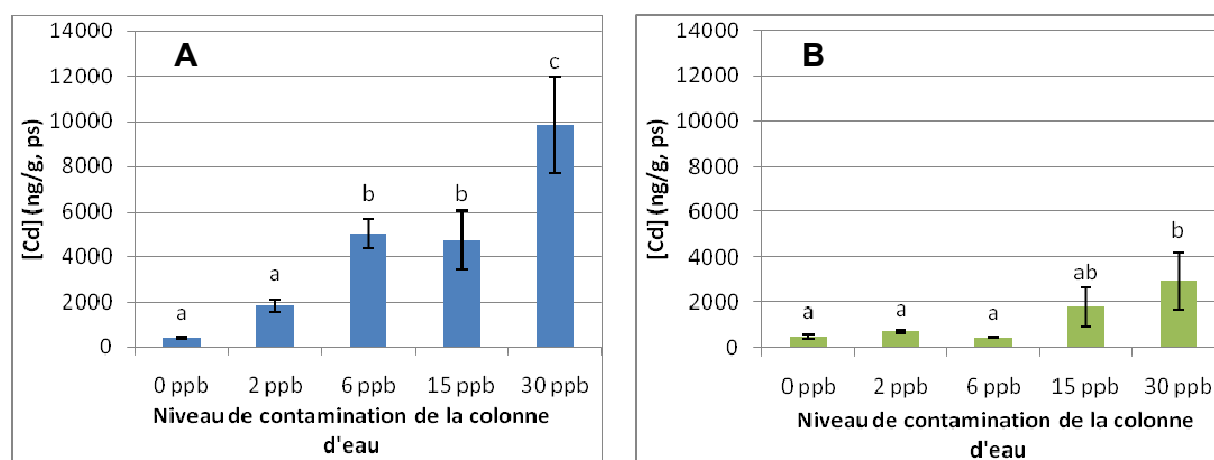 A
[Cd] (ng/g, ps)
14000
12000
10000
8000
6000
4000
2000
0
a
a
b
b
c
0 ppb
2 ppb
6 ppb
15 ppb
30 ppb
Niveau de contamination de la colonne
d'eau
B
[Cd] (ng/g, ps)
14000
12000
10000
8000
6000
4000
2000
0
a
a
a
ab
b
0 ppb
2 ppb
6 ppb
15 ppb
30 ppb
Niveau de contamination de la colonne
d'eau